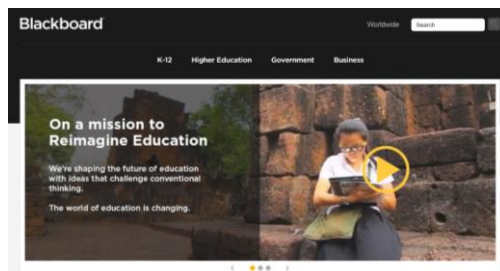 Blackboard
Worldwide Search
K-12 Higher Education Government Business
On a mission to
Reimagine Education
We're shaping the future of education
with ideas that challenge conventional
thinking.
The world of education is changing.